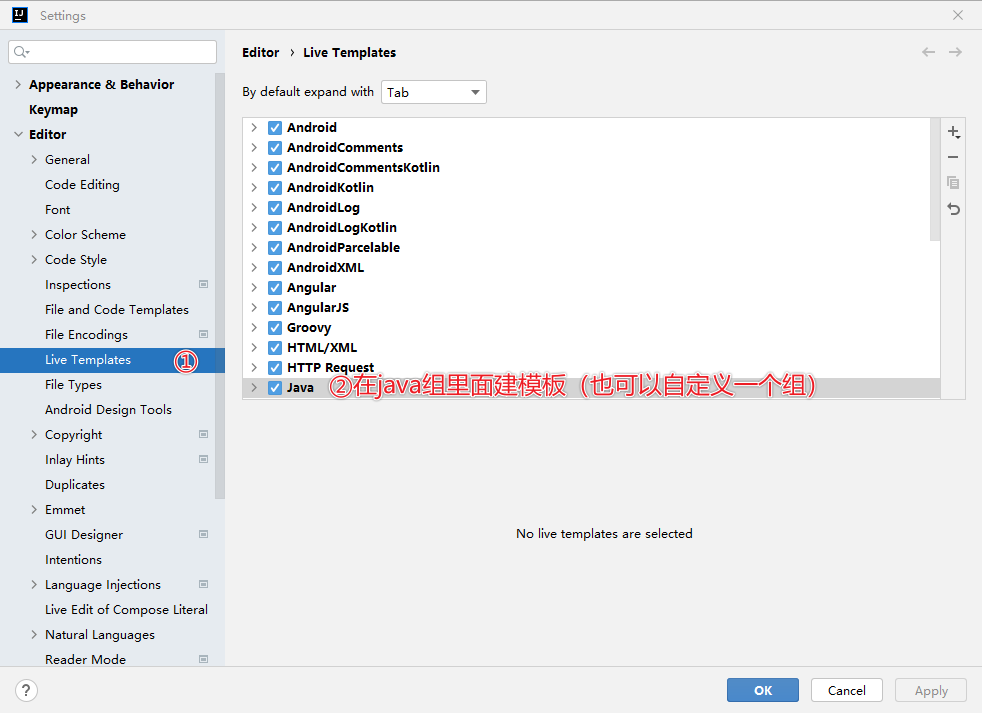 Settings
Appearance & Behavior
Keymap
Editor
General
Code Editing
Font
Color Scheme
Code Style
Inspections
File and Code Templates
File Encodings
Live Templates ①
File Types
Android Design Tools
Copyright
Inlay Hints
Duplicates
Emmet
GUI Designer
Intentions
Language Injections
Live Edit of Compose Literal
Natural Languages
Reader Mode
Editor › Live Templates
By default expand with Tab
Android
AndroidComments
AndroidCommentsKotlin
AndroidKotlin
AndroidLog
AndroidLogKotlin
AndroidParcelable
AndroidXML
Angular
AngularJS
Groovy
HTML/XML
HTTP Request
Java ②在java组里面建模板（也可以自定义一个组）
No live templates are selected
? OK Cancel Apply